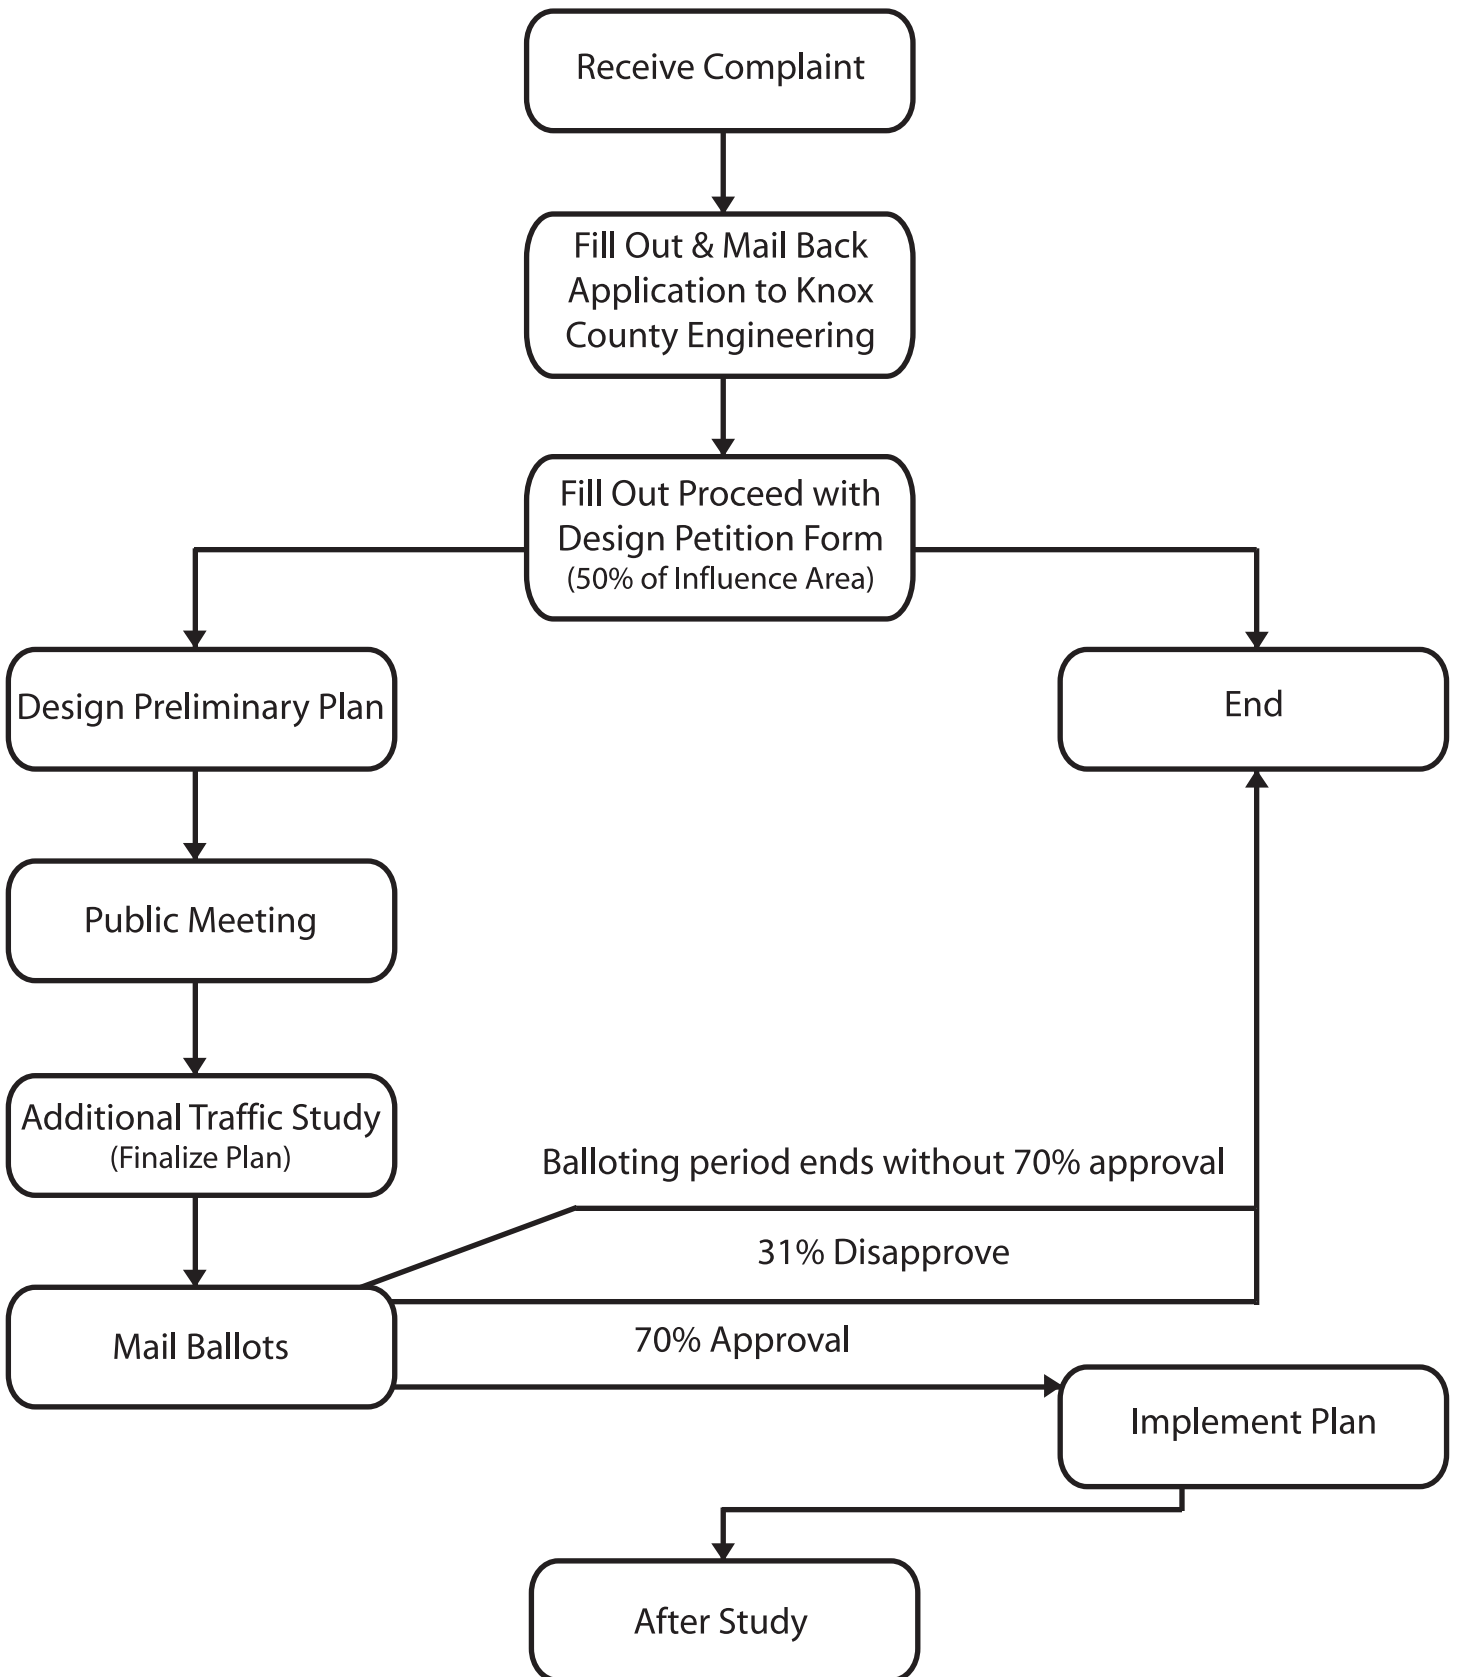 Receive Complaint
Fill Out & Mail Back
Application to Knox
County Engineering
Fill Out Proceed with
Design Petition Form
(50% of Influence Area)
Design Preliminary Plan
End
Public Meeting
Additional Traffic Study
(Finalize Plan)
Balloting period ends without 70% approval
31% Disapprove
Mail Ballots
70% Approval
Implement Plan
After Study